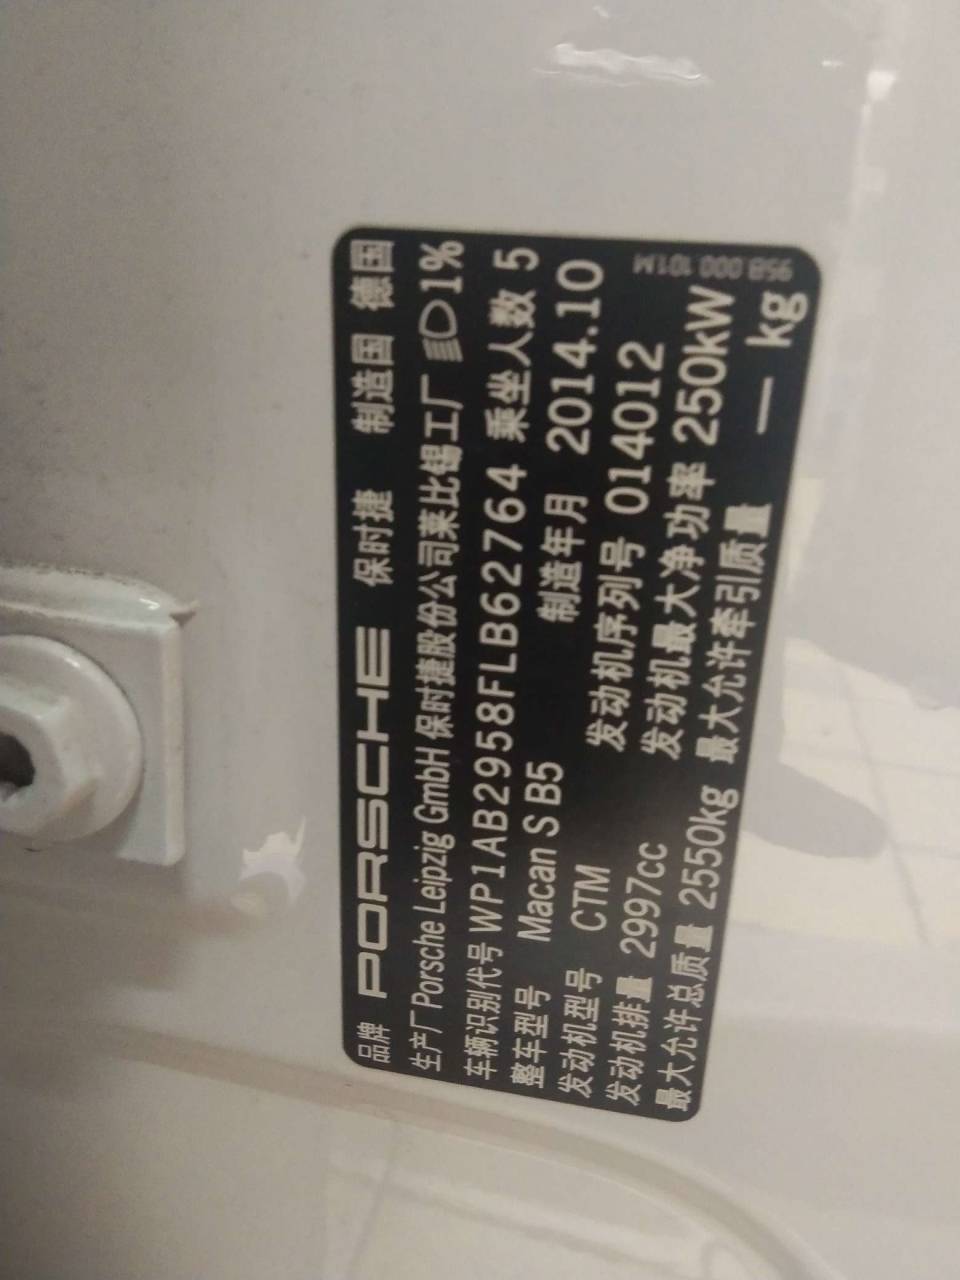 品牌 PORSCHE 保时捷 制造国 德国
生产厂 Porsche Leipzig GmbH 保时捷股份公司莱比锡工厂 1%
车辆识别代号 WP1AB2958FLB62764 乘坐人数 5
整车型号 Macan S B5 制造年月 2014.10
发动机型号 CTM 发动机序列号 014012
发动机排量 2997cc 发动机最大净功率 250kW
最大允许总质量 2550kg 最大允许牵引质量 — kg
95B.000.101M